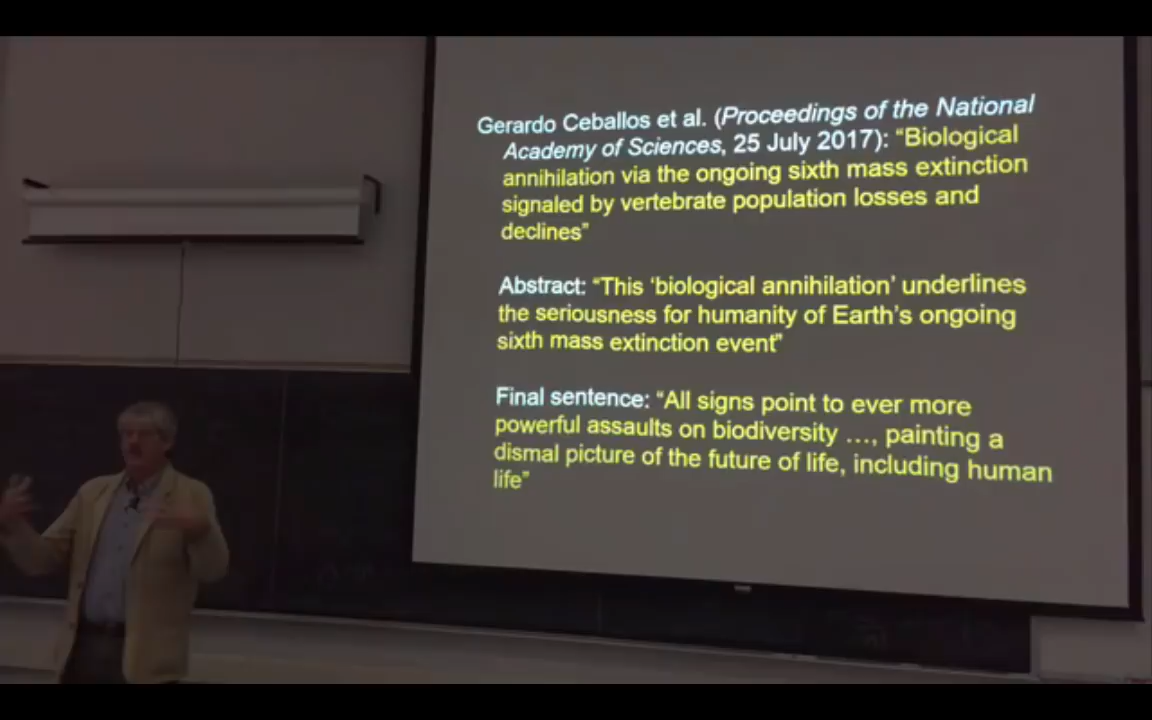 Gerardo Ceballos et al. (Proceedings of the National
Academy of Sciences, 25 July 2017): “Biological
annihilation via the ongoing sixth mass extinction
signaled by vertebrate population losses and
declines”
Abstract: “This ‘biological annihilation’ underlines
the seriousness for humanity of Earth’s ongoing
sixth mass extinction event”
Final sentence: “All signs point to ever more
powerful assaults on biodiversity …, painting a
dismal picture of the future of life, including human
life”